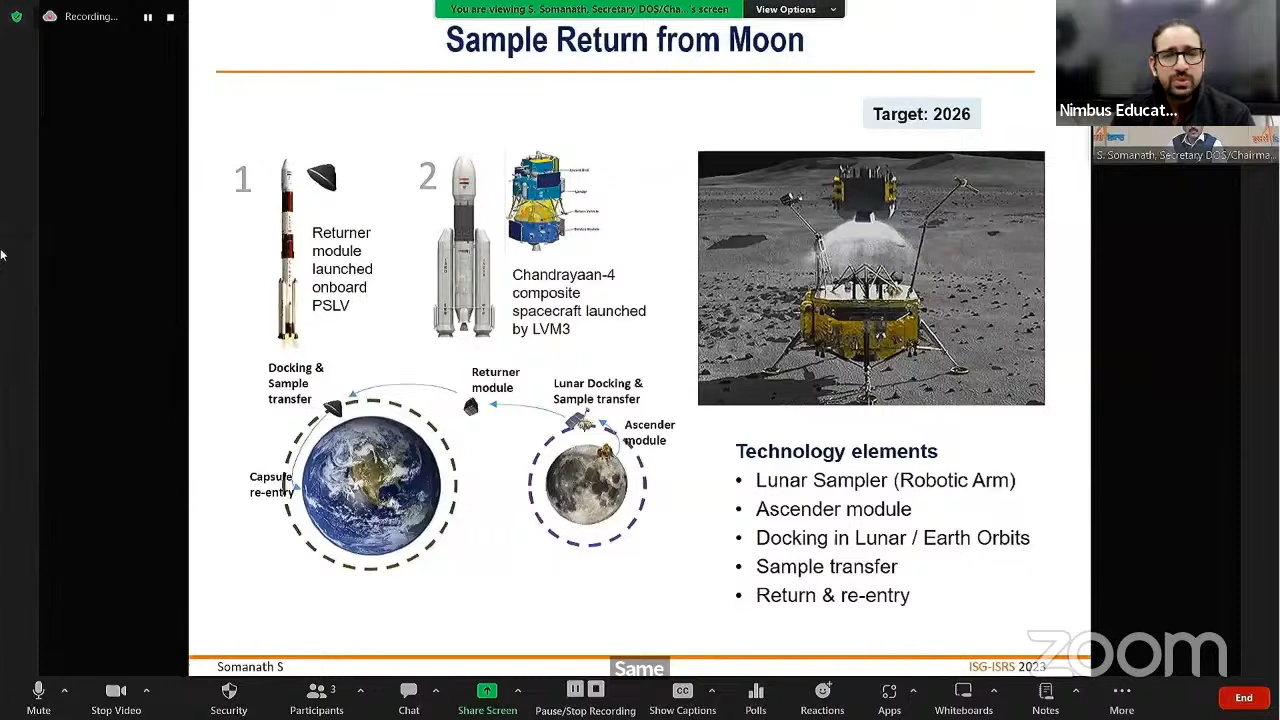 Recording...
You are viewing S. Somanath, Secretary DOS/Cha...'s screen
View Options
Sample Return from Moon
Target: 2026
Nimbus Educat...
S. Somanath, Secretary DOS/Chairma...
1
Returner
module
launched
onboard
PSLV
2
Chandrayaan-4
composite
spacecraft launched
by LVM3
Docking &
Sample
transfer
Returner
module
Lunar Docking &
Sample transfer
Ascender
module
Capsule
re-entry
Technology elements
• Lunar Sampler (Robotic Arm)
• Ascender module
• Docking in Lunar / Earth Orbits
• Sample transfer
• Return & re-entry
Somanath S
Same
ISG-ISRS 2023
zoom
Mute
Stop Video
Security
Participants
3
Chat
Share Screen
Pause/Stop Recording
CC
Show Captions
Polls
Reactions
Apps
Whiteboards
Notes
More
End